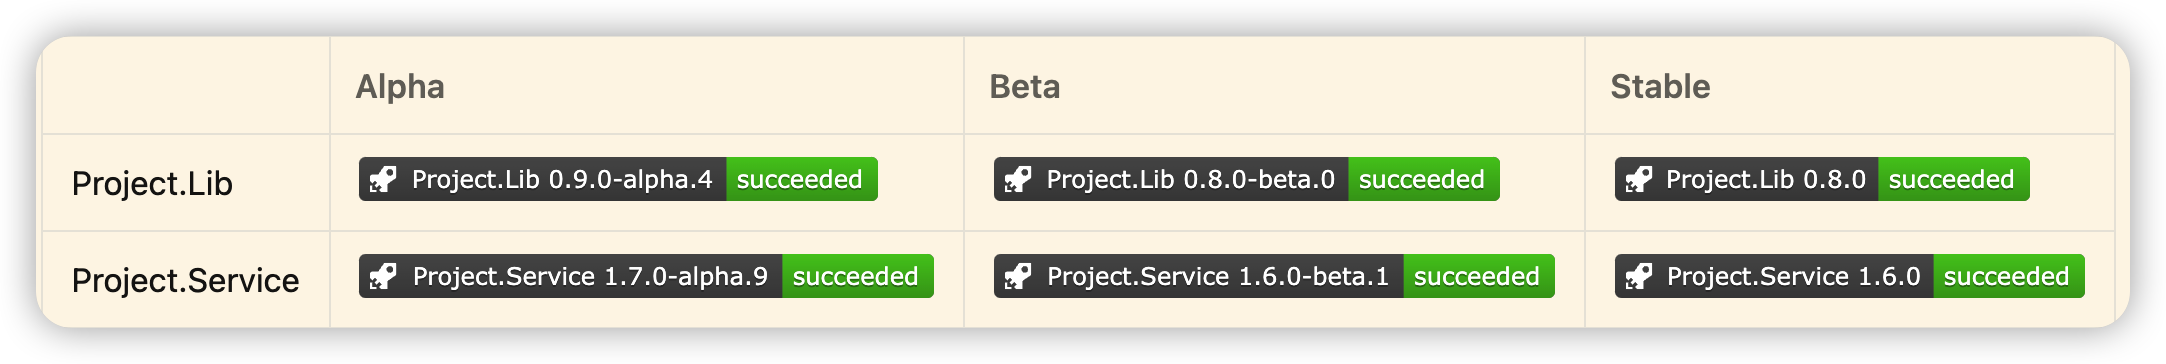 Alpha Beta Stable
Project.Lib Project.Lib 0.9.0-alpha.4 succeeded Project.Lib 0.8.0-beta.0 succeeded Project.Lib 0.8.0 succeeded
Project.Service Project.Service 1.7.0-alpha.9 succeeded Project.Service 1.6.0-beta.1 succeeded Project.Service 1.6.0 succeeded